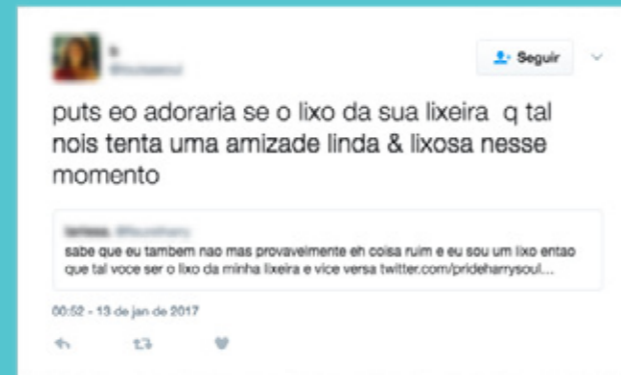 Seguir
puts eo adoraria se o lixo da sua lixeira q tal
nois tenta uma amizade linda & lixosa nesse
momento
sabe que eu tambem nao mas provavelmente eh coisa ruim e eu sou um lixo entao
que tal voce ser o lixo da minha lixeira e vice versa twitter.com/prideharrysoul...
00:52 - 13 de jan de 2017